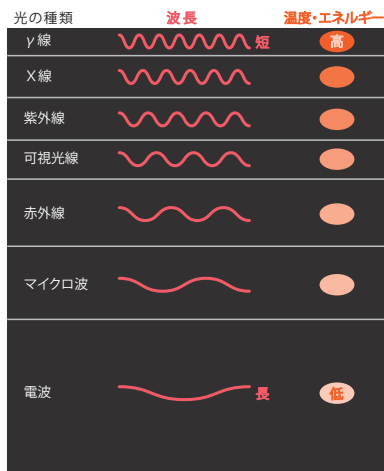 光の種類 波長 温度・エネルギー
γ線 短 高
X線
紫外線
可視光線
赤外線
マイクロ波
電波 長 低